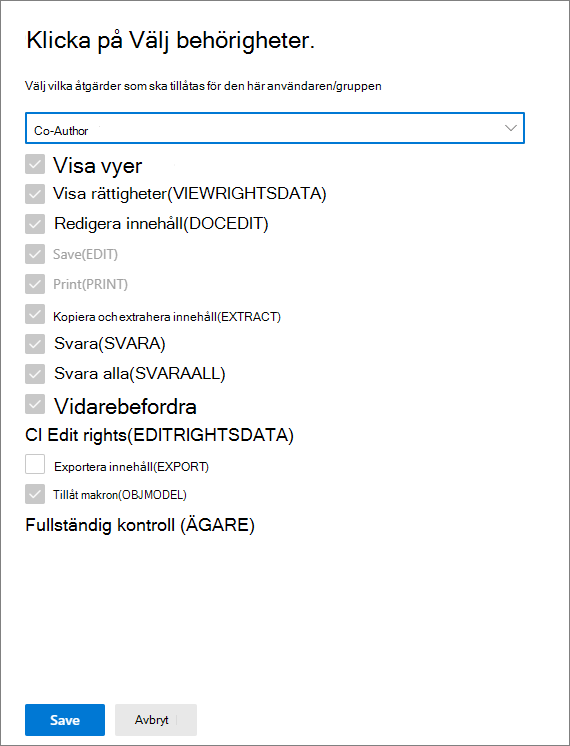 Klicka på Välj behörigheter.
Välj vilka åtgärder som ska tillåtas för den här användaren/gruppen
Co-Author
Visa vyer
Visa rättigheter(VIEWRIGHTSDATA)
Redigera innehåll(DOCEDIT)
Save(EDIT)
Print(PRINT)
Kopiera och extrahera innehåll(EXTRACT)
Svara(SVARA)
Svara alla(SVARAALL)
Vidarebefordra
CI Edit rights(EDITRIGHTSDATA)
Exportera innehåll(EXPORT)
Tillåt makron(OBJMODEL)
Fullständig kontroll (ÄGARE)
Save
Avbryt